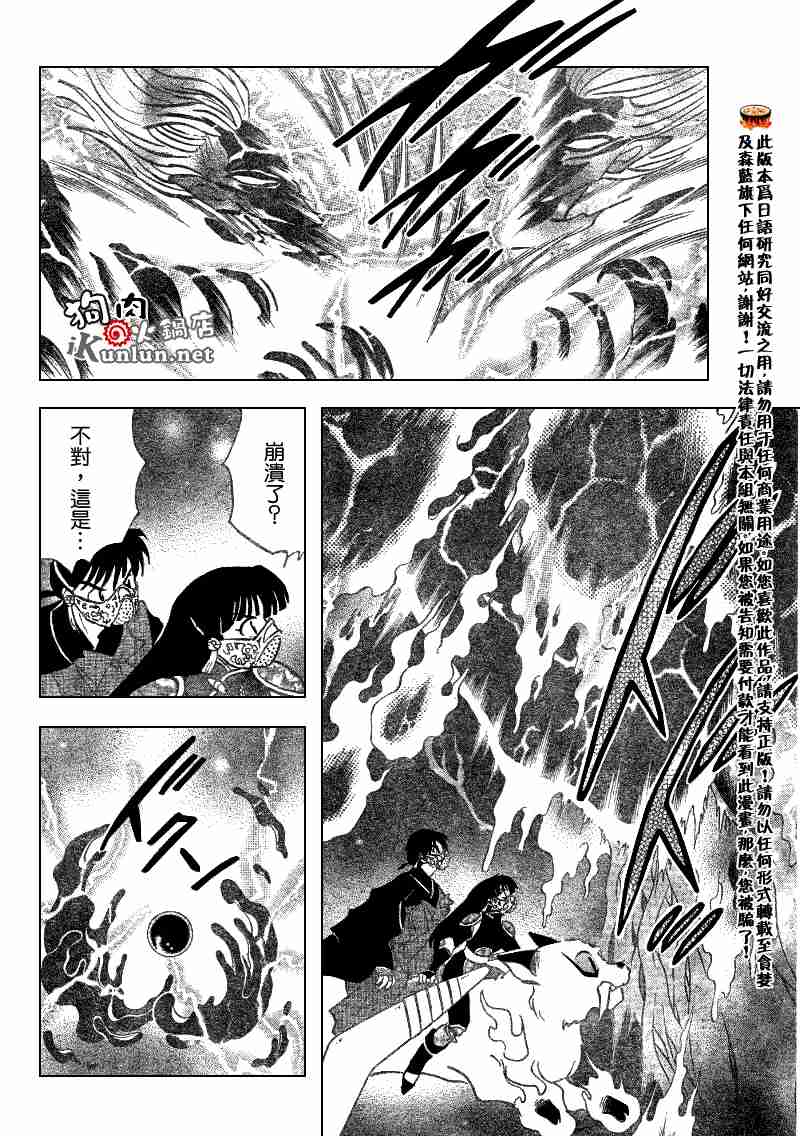 此版本爲日語研究同好交流之用,請勿用于任何商業用途.如您喜歡此作品,請支持正版!請勿以任何形式轉載至貪婪
及森藍旗下任何網站,謝謝!一切法律責任與本組無關.如果您被告知需要付款才能看到此漫畫,那麼,您被騙了!
狗肉
火鍋店
iKunlun.net
崩潰了?
不對,這是…
ドクン